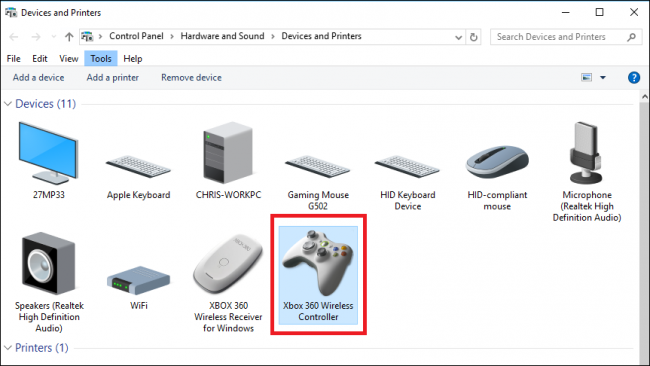 Devices and Printers
Control Panel > Hardware and Sound > Devices and Printers
Search Devices and Printers
File Edit View Tools Help
Add a device Add a printer Remove device
Devices (11)
27MP33
Apple Keyboard
CHRIS-WORKPC
Gaming Mouse
G502
HID Keyboard
Device
HID-compliant
mouse
Microphone
(Realtek High
Definition Audio)
Speakers (Realtek
High Definition
Audio)
WiFi
XBOX 360
XBOX 360
Wireless Receiver
for Windows
Xbox 360 Wireless
Controller
Printers (1)